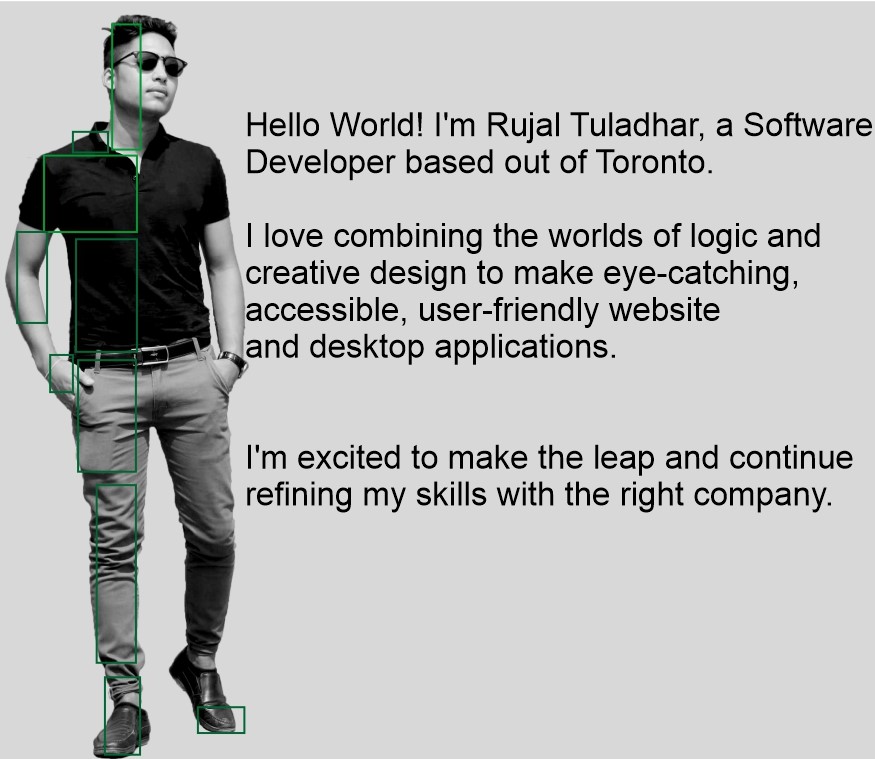 Hello World! I'm Rujal Tuladhar, a Software
Developer based out of Toronto.
I love combining the worlds of logic and
creative design to make eye-catching,
accessible, user-friendly website
and desktop applications.
I'm excited to make the leap and continue
refining my skills with the right company.